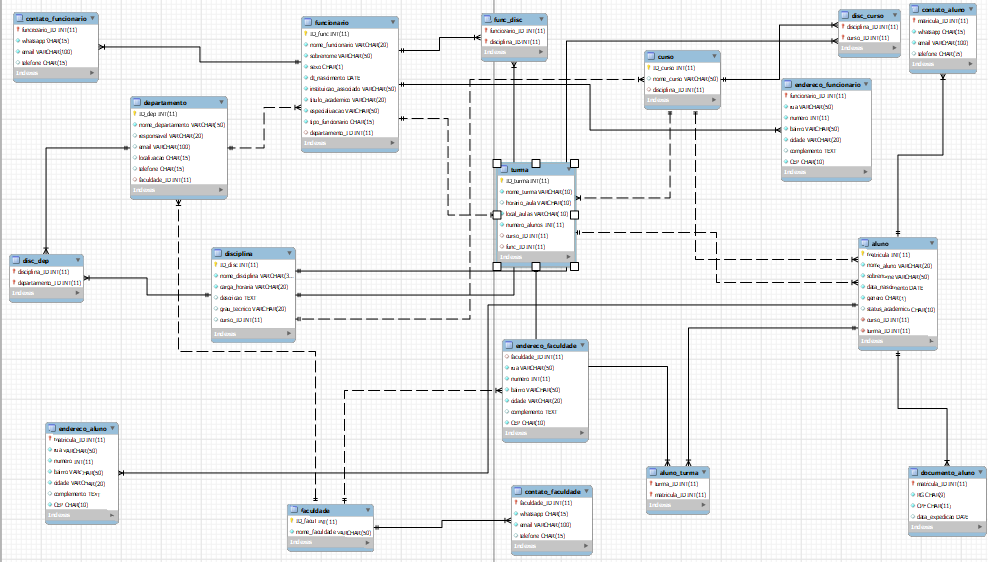 contato_funcionario
funcionario_ID INT(11)
whatsapp CHAR(15)
email VARCHAR(100)
telefone CHAR(15)
Indexes
funcionario
ID_func INT(11)
nome_funcionario VARCHAR(20)
sobrenome VARCHAR(50)
sexo CHAR(1)
dt_nascimento DATE
instituicao_associado VARCHAR(50)
titulo_academico VARCHAR(20)
especializacao VARCHAR(50)
tipo_funcionario CHAR(15)
departamento_ID INT(11)
Indexes
func_disc
funcionario_ID INT(11)
disciplina_ID INT(11)
Indexes
disc_curso
disciplina_ID INT(11)
curso_ID INT(11)
Indexes
contato_aluno
matricula_ID INT(11)
whatsapp CHAR(15)
email VARCHAR(100)
telefone CHAR(15)
Indexes
curso
ID_curso INT(11)
nome_curso VARCHAR(50)
disciplina_ID INT(11)
Indexes
endereco_funcionario
funcionario_ID INT(11)
rua VARCHAR(50)
numero INT(11)
bairro VARCHAR(50)
cidade VARCHAR(20)
complemento TEXT
CEP CHAR(10)
Indexes
departamento
ID_dep INT(11)
nome_departamento VARCHAR(50)
responsavel VARCHAR(20)
email VARCHAR(100)
localizacao CHAR(15)
telefone CHAR(15)
faculdade_ID INT(11)
Indexes
turma
ID_turma INT(11)
nome_turma VARCHAR(10)
horario_aula VARCHAR(10)
local_aulas VARCHAR(10)
numero_alunos INT(11)
curso_ID INT(11)
func_ID INT(11)
Indexes
disc_dep
disciplina_ID INT(11)
departamento_ID INT(11)
Indexes
disciplina
ID_disc INT(11)
nome_disciplina VARCHAR(3...
carga_horaria VARCHAR(20)
descricao TEXT
grau_tecnico VARCHAR(20)
curso_ID INT(11)
Indexes
aluno
matricula INT(11)
nome_aluno VARCHAR(20)
sobrenome VARCHAR(50)
data_nascimento DATE
genero CHAR(1)
status_academico CHAR(10)
curso_ID INT(11)
turma_ID INT(11)
Indexes
endereco_faculdade
faculdade_ID INT(11)
rua VARCHAR(50)
numero INT(11)
bairro VARCHAR(50)
cidade VARCHAR(20)
complemento TEXT
CEP CHAR(10)
Indexes
endereco_aluno
matricula_ID INT(11)
rua VARCHAR(50)
numero INT(11)
bairro VARCHAR(50)
cidade VARCHAR(20)
complemento TEXT
CEP CHAR(10)
Indexes
faculdade
ID_facul INT(11)
nome_faculdade VARCHAR(50)
Indexes
contato_faculdade
faculdade_ID INT(11)
whatsapp CHAR(15)
email VARCHAR(100)
telefone CHAR(15)
Indexes
aluno_turma
turma_ID INT(11)
matricula_ID INT(11)
Indexes
documento_aluno
matricula_ID INT(11)
RG CHAR(9)
CPF CHAR(11)
data_expedicao DATE
Indexes